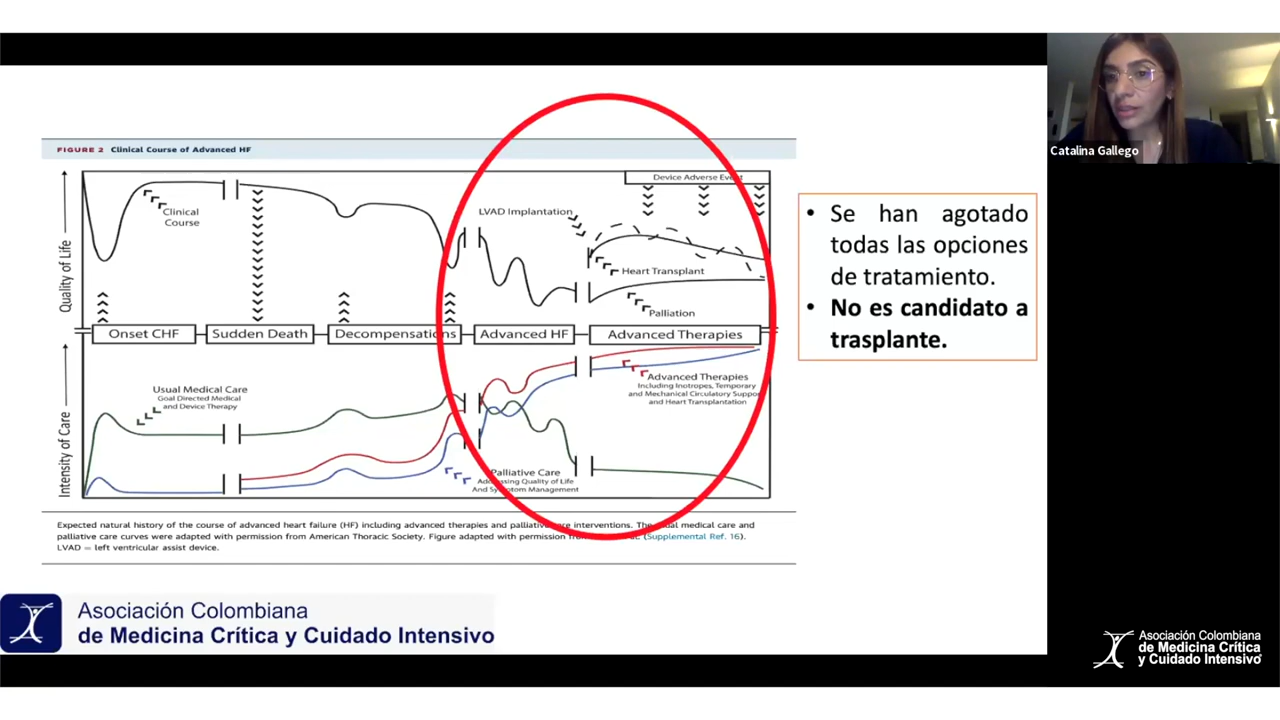 Catalina Gallego
FIGURE 2 Clinical Course of Advanced HF
Quality of Life
Clinical
Course
LVAD Implantation
Device Adverse
Heart Transplant
Palliation
Onset CHF
Sudden Death
Decompensations
Advanced HF
Advanced Therapies
Intensity of Care
Usual Medical Care
Goal Directed Medical
and Device Therapy
Advanced Therapies
Including Inotropes, Temporary
and Mechanical Circulatory Suppo
and Heart Transplantation
Palliative Care
Addressing Quality of Life
And Symptom Management
Expected natural history of the course of advanced heart failure (HF) including advanced therapies and palliative care interventions. The usual medical care and
palliative care curves were adapted with permission from American Thoracic Society. Figure adapted with permission (Supplemental Ref. 16).
LVAD = left ventricular assist device.
• Se han agotado
todas las opciones
de tratamiento.
• No es candidato a
trasplante.
Asociación Colombiana
de Medicina Crítica y Cuidado Intensivo
Asociación Colombiana
de Medicina Crítica
y Cuidado Intensivo